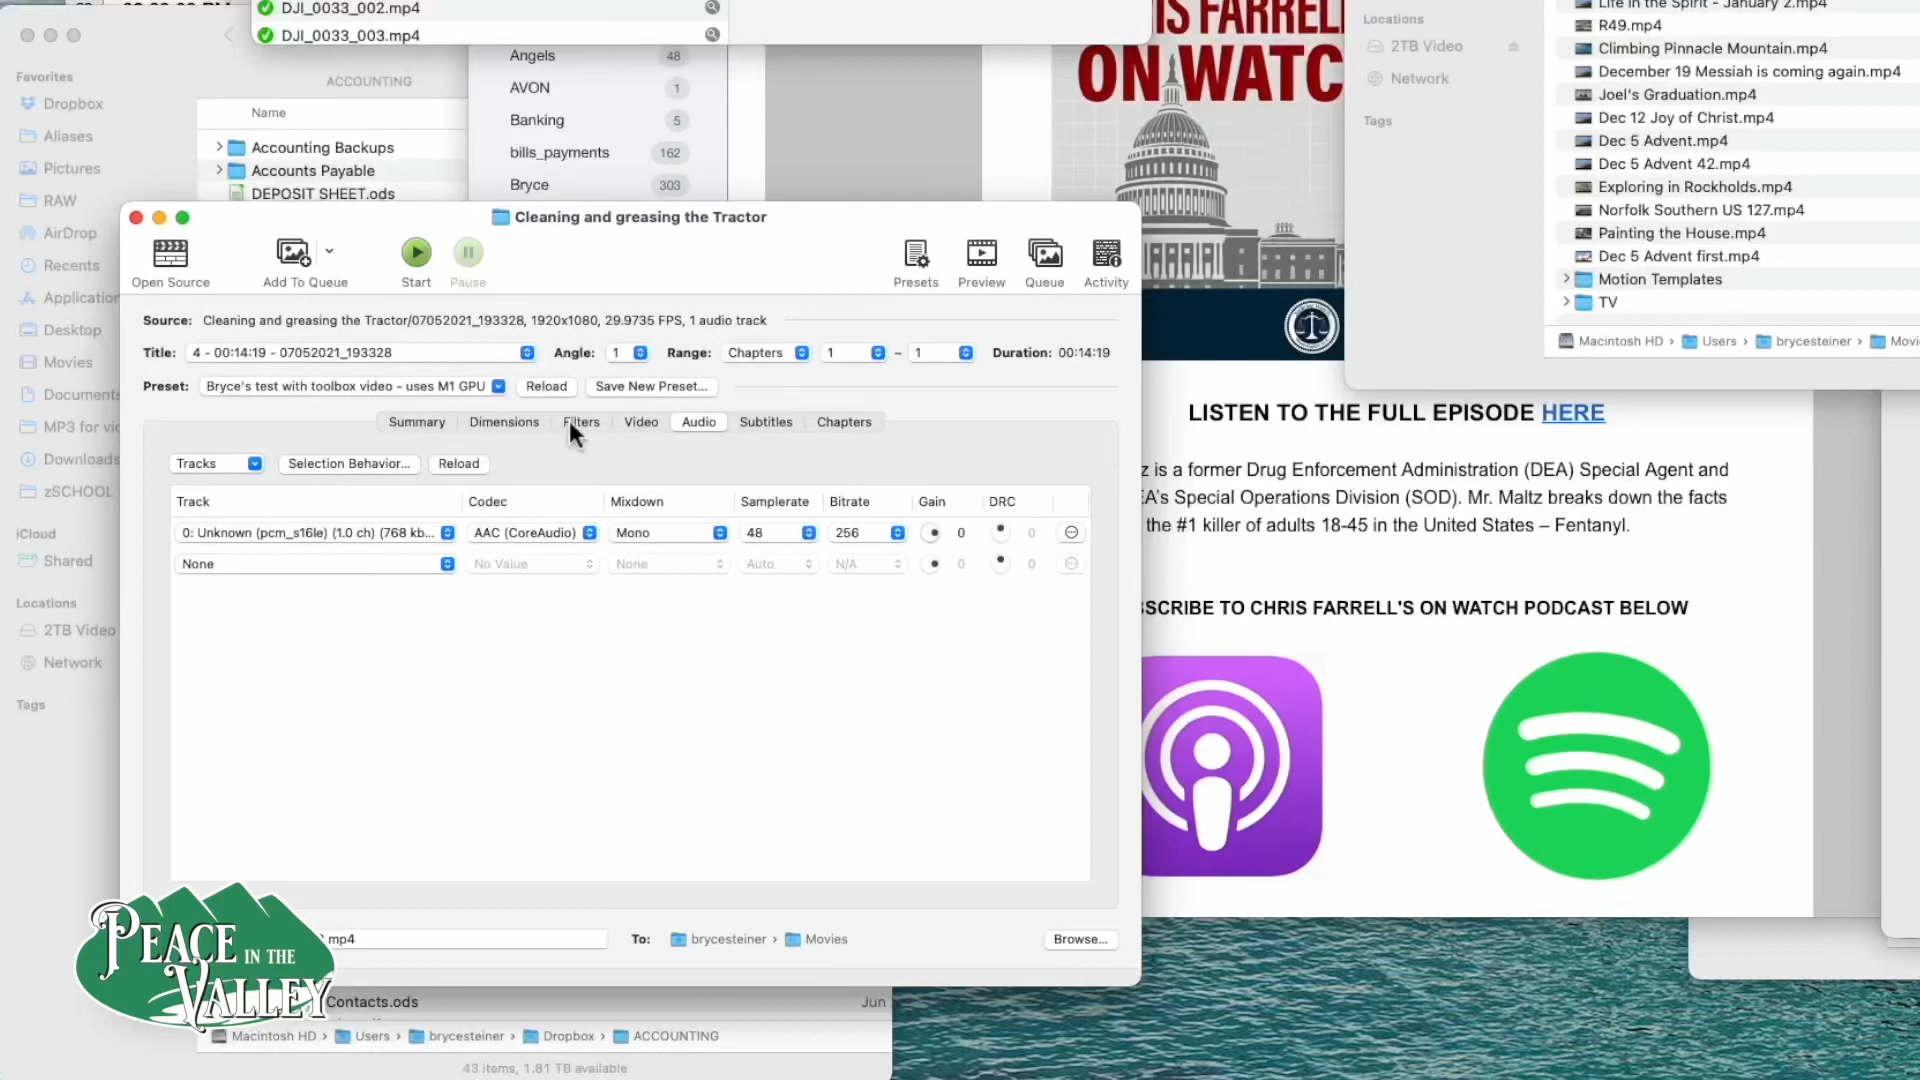 DJI_0033_002.mp4
DJI_0033_003.mp4
Favorites
Dropbox
Aliases
Pictures
RAW
AirDrop
Recents
Desktop
Movies
MP3 for
Downloads
zSCHOOL
iCloud
Shared
Locations
2TB Video
Network
Tags
ACCOUNTING
Name
Accounting Backups
Accounts Payable
DEPOSIT SHEET.ods
Angels 48
AVON 1
Banking 5
bills_payments 162
Bryce 303
IS FARRELL
ON WATC
Locations
2TB Video
Network
Tags
Life in the Spirit - January 2.mp4
R49.mp4
Climbing Pinnacle Mountain.mp4
December 19 Messiah is coming again.mp4
Joel's Graduation.mp4
Dec 12 Joy of Christ.mp4
Dec 5 Advent.mp4
Dec 5 Advent 42.mp4
Exploring in Rockholds.mp4
Norfolk Southern US 127.mp4
Painting the House.mp4
Dec 5 Advent first.mp4
Motion Templates
TV
Macintosh HD › Users › brycesteiner › Movi
Cleaning and greasing the Tractor
Open Source Add To Queue Start Pause Presets Preview Queue Activity
Source: Cleaning and greasing the Tractor/07052021_193328, 1920x1080, 29.9735 FPS, 1 audio track
Title: 4 - 00:14:19 - 07052021_193328 Angle: 1 Range: Chapters 1 – 1 Duration: 00:14:19
Preset: Bryce's test with toolbox video - uses M1 GPU Reload Save New Preset...
Summary Dimensions Filters Video Audio Subtitles Chapters
Tracks Selection Behavior... Reload
Track Codec Mixdown Samplerate Bitrate Gain DRC
0: Unknown (pcm_s16le) (1.0 ch) (768 kb... AAC (CoreAudio) Mono 48 256 0 0
None No Value None Auto N/A 0 0
.mp4 To: brycesteiner › Movies Browse...
LISTEN TO THE FULL EPISODE HERE
z is a former Drug Enforcement Administration (DEA) Special Agent and
EA's Special Operations Division (SOD). Mr. Maltz breaks down the facts
the #1 killer of adults 18-45 in the United States – Fentanyl.
SCRIBE TO CHRIS FARRELL'S ON WATCH PODCAST BELOW
PEACE IN THE VALLEY
Contacts.ods Jun
Macintosh HD › Users › brycesteiner › Dropbox › ACCOUNTING
43 items, 1.81 TB available